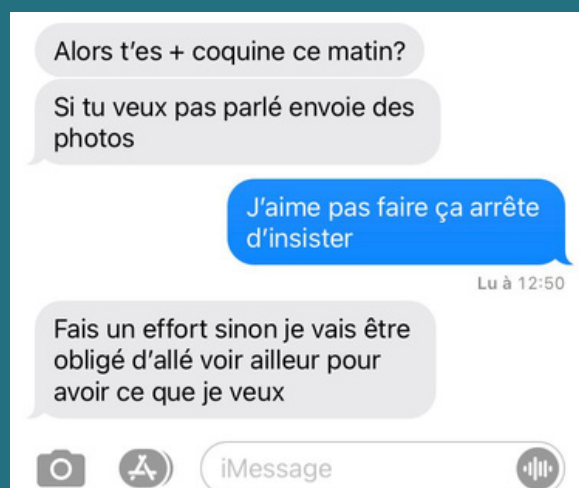 Alors t'es + coquine ce matin?
Si tu veux pas parlé envoie des
photos
J'aime pas faire ça arrête
d'insister
Lu à 12:50
Fais un effort sinon je vais être
obligé d'allé voir ailleur pour
avoir ce que je veux
iMessage